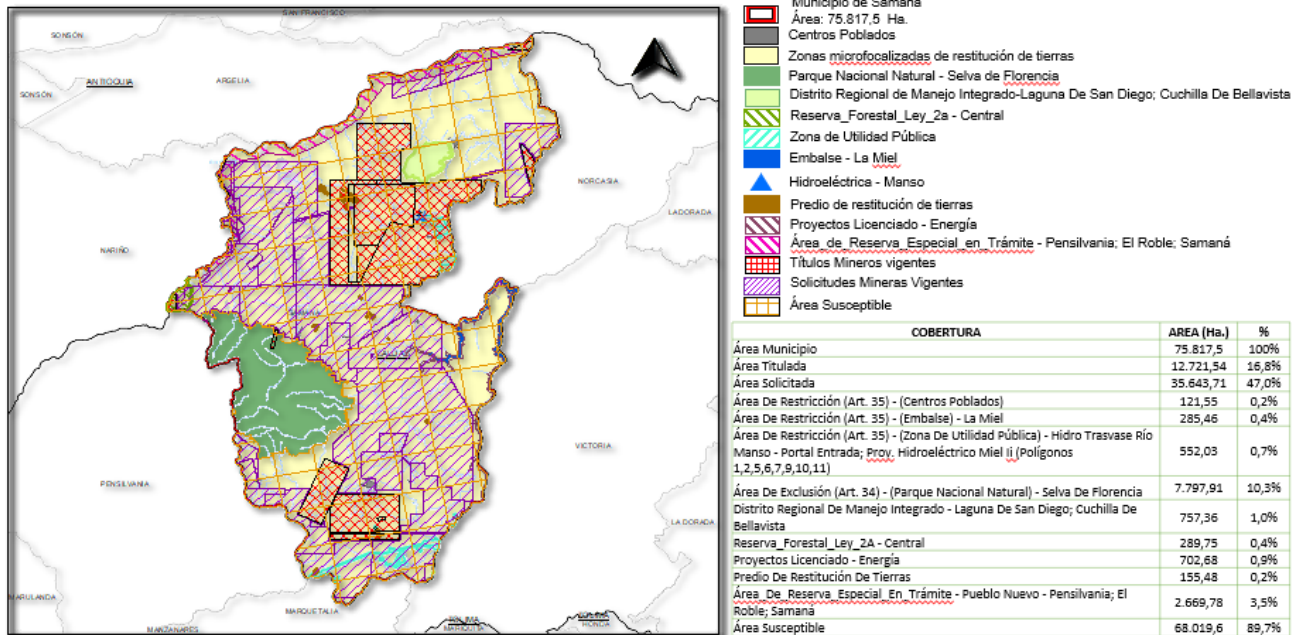 SAN FRANCISCO
SONSÓN
ANTIOQUIA
ARGELIA
SONSÓN
NORCASIA
LA DORADA
NARIÑO
SAMANÁ
CALDAS
VICTORIA
PENSILVANIA
LA DORADA
MARULANDA
MARQUETALIA
MANZANARES
TOLIMA
MARIQUITA
TOLIMA
HONDA
Municipio de Samaná
Área: 75.817,5 Ha.
Centros Poblados
Zonas microfocalizadas de restitución de tierras
Parque Nacional Natural - Selva de Florencia
Distrito Regional de Manejo Integrado-Laguna De San Diego; Cuchilla De Bellavista
Reserva_Forestal_Ley_2a - Central
Zona de Utilidad Pública
Embalse - La Miel
Hidroeléctrica - Manso
Predio de restitución de tierras
Proyectos Licenciado - Energía
Área_de_Reserva_Especial_en_Trámite - Pensilvania; El Roble; Samaná
Títulos Mineros vigentes
Solicitudes Mineras Vigentes
Área Susceptible
COBERTURA AREA (Ha.) %
Área Municipio 75.817,5 100%
Área Titulada 12.721,54 16,8%
Área Solicitada 35.643,71 47,0%
Área De Restricción (Art. 35) - (Centros Poblados) 121,55 0,2%
Área De Restricción (Art. 35) - (Embalse) - La Miel 285,46 0,4%
Área De Restricción (Art. 35) - (Zona De Utilidad Pública) - Hidro Trasvase Río
Manso - Portal Entrada; Proy. Hidroeléctrico Miel Ii (Polígonos 552,03 0,7%
1,2,5,6,7,9,10,11)
Área De Exclusión (Art. 34) - (Parque Nacional Natural) - Selva De Florencia 7.797,91 10,3%
Distrito Regional De Manejo Integrado - Laguna De San Diego; Cuchilla De
Bellavista 757,36 1,0%
Reserva_Forestal_Ley_2A - Central 289,75 0,4%
Proyectos Licenciado - Energía 702,68 0,9%
Predio De Restitución De Tierras 155,48 0,2%
Área_De_Reserva_Especial_En_Trámite - Pueblo Nuevo - Pensilvania; El
Roble; Samaná 2.669,78 3,5%
Área Susceptible 68.019,6 89,7%